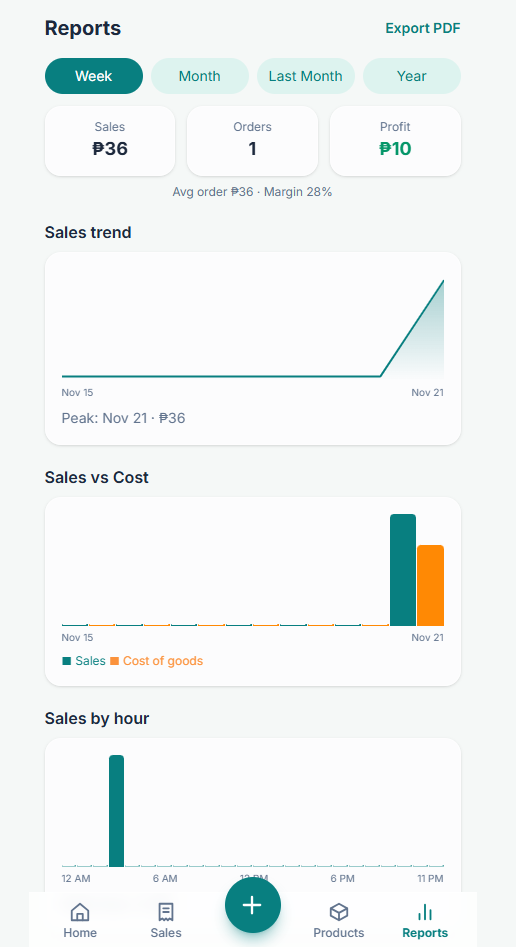 Reports
Export PDF
Week
Month
Last Month
Year
Sales
₱36
Orders
1
Profit
₱10
Avg order ₱36 · Margin 28%
Sales trend
Nov 15
Nov 21
Peak: Nov 21 · ₱36
Sales vs Cost
Nov 15
Nov 21
Sales
Cost of goods
Sales by hour
12 AM
6 AM
12 PM
6 PM
11 PM
Home
Sales
Products
Reports